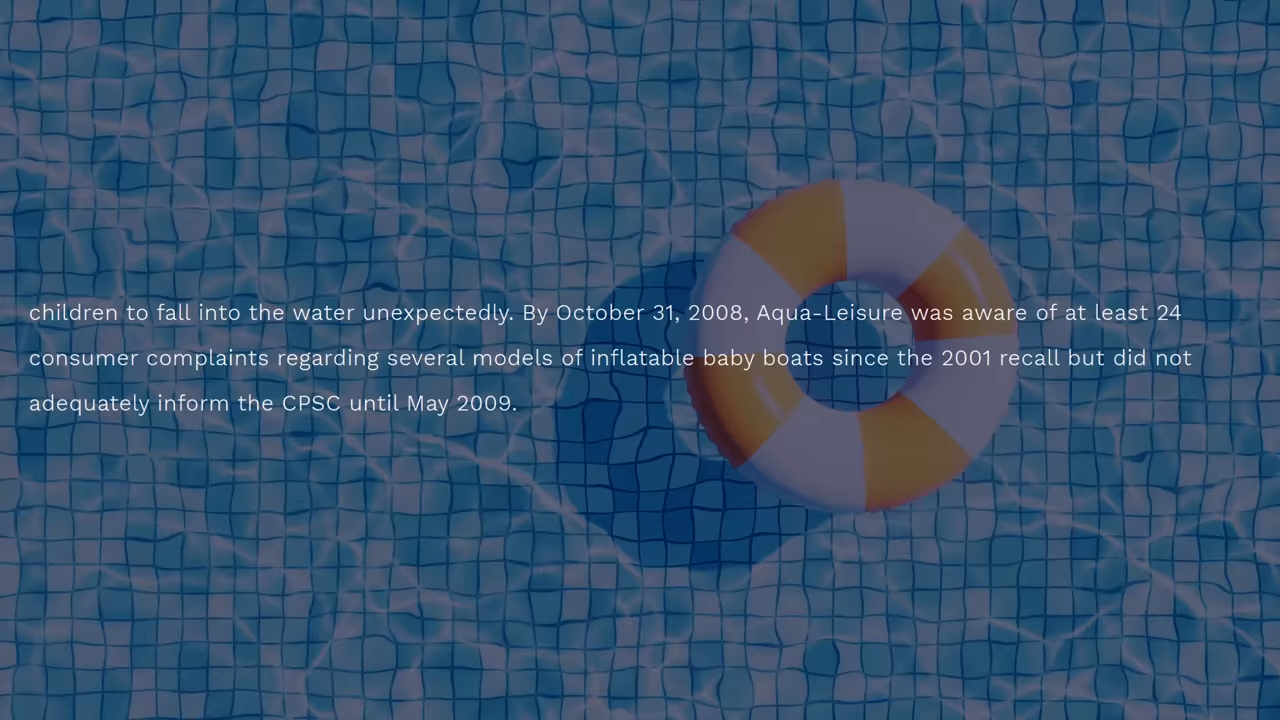 children to fall into the water unexpectedly. By October 31, 2008, Aqua-Leisure was aware of at least 24
consumer complaints regarding several models of inflatable baby boats since the 2001 recall but did not
adequately inform the CPSC until May 2009.